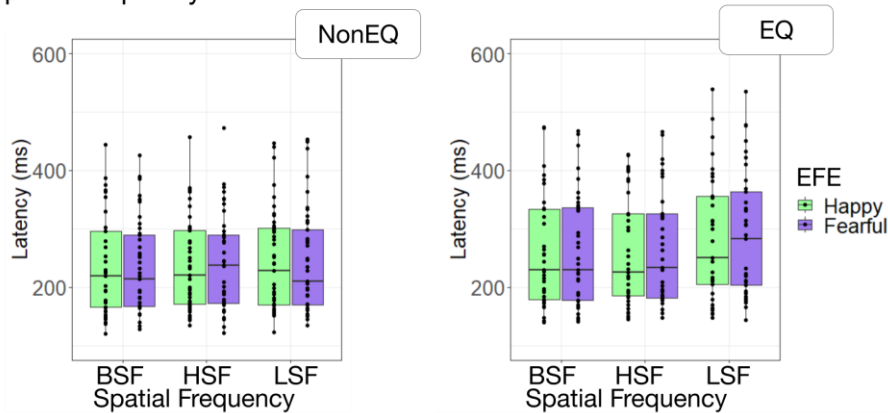 NonEQ
600
400
200
Latency (ms)
BSF HSF LSF
Spatial Frequency
EQ
600
400
200
Latency (ms)
BSF HSF LSF
Spatial Frequency
EFE
Happy
Fearful